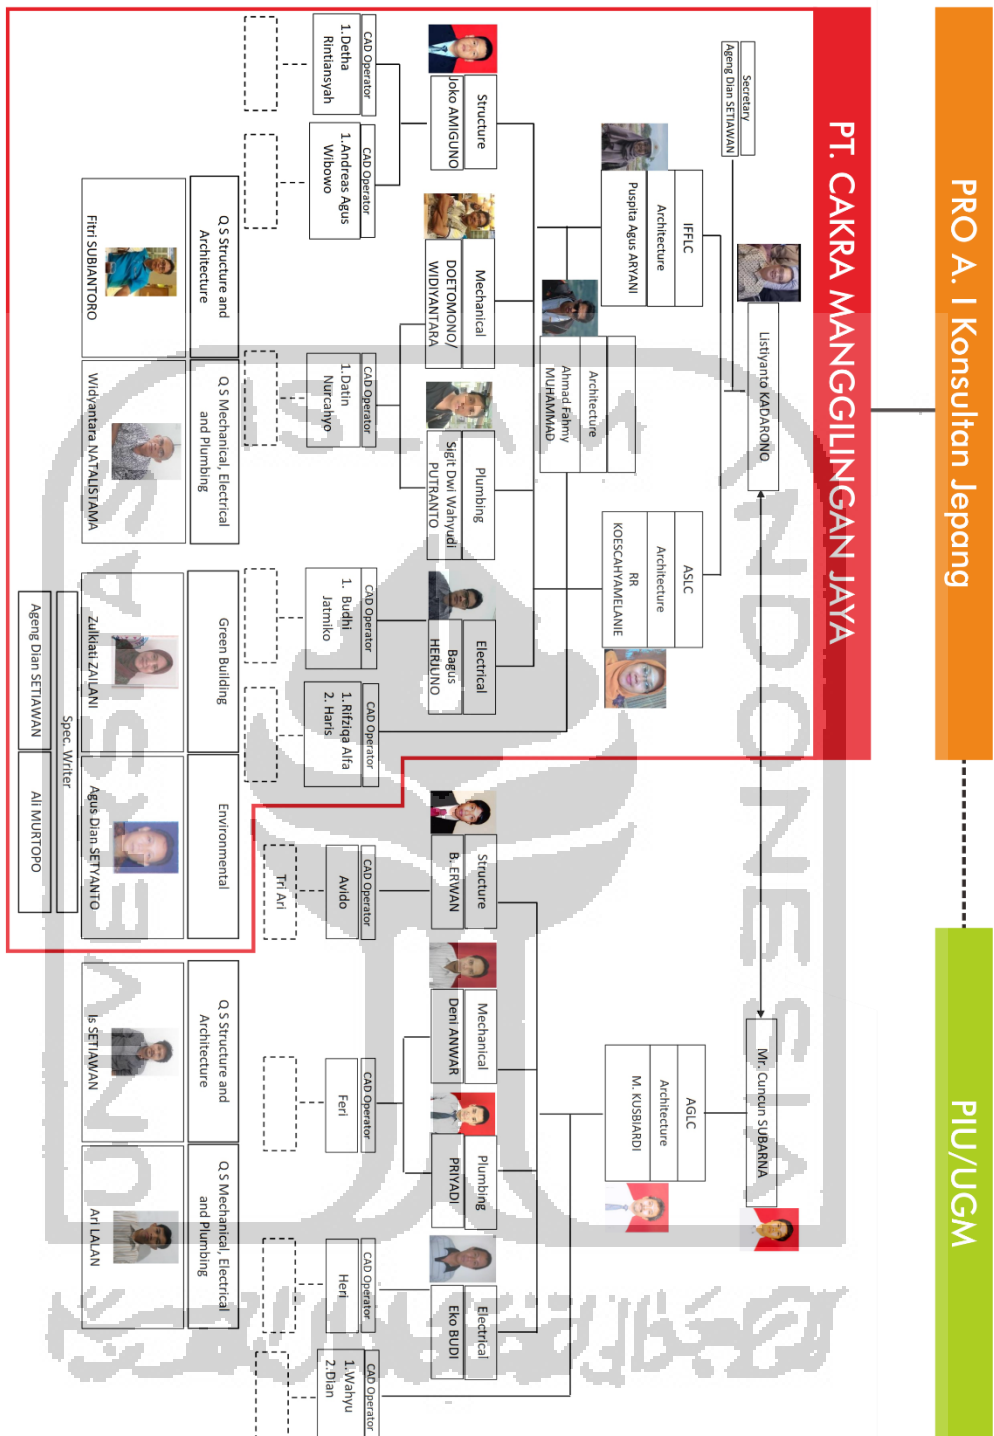 PRO A. I Konsultan Jepang
PIU/UGM
PT. CAKRA MANGGILINGAN JAYA
Secretary
Ageng Dian SETIAWAN
Listiyanto KADARONO
Mr. Cuncun SUBARNA
IFFLC
Architecture
Puspita Agus ARYANI
ASLC
Architecture
RR
KOESCAHYAMELANIE
AGLC
Architecture
M. KUSBIARDI
Architecture
Ahmad Fahmy
MUHAMMAD
Structure
Joko AMIGUNO
Mechanical
DOETOMONO/
WIDIYANTARA
Plumbing
Sigit Dwi Wahyudi
PUTRANTO
Electrical
Bagus
HERJUNO
Structure
B. ERWAN
Mechanical
Deni ANWAR
Plumbing
PRIYADI
Electrical
Eko BUDI
CAD Operator
1.Detha
Rintiansyah
CAD Operator
1.Andreas Agus
Wibowo
CAD Operator
1.Datin
Nurcahyo
CAD Operator
1. Budhi
Jatmiko
CAD Operator
1.Rifziqa Alfa
2. Haris
CAD Operator
Avido
Tri Ari
CAD Operator
Feri
CAD Operator
Heri
CAD Operator
1.Wahyu
2.Dian
Q S Structure and
Architecture
Fitri SUBIANTORO
Q S Mechanical, Electrical
and Plumbing
Widyantara NATALISTAMA
Green Building
Zulkiati ZAILANI
Environmental
Agus Dian SETYANTO
Q S Structure and
Architecture
Is SETIAWAN
Q S Mechanical, Electrical
and Plumbing
Ari LALAN
Spec. Writer
Ageng Dian SETIAWAN
Ali MURTOPO
UNIVERSITAS
ISLAM
INDONESIA